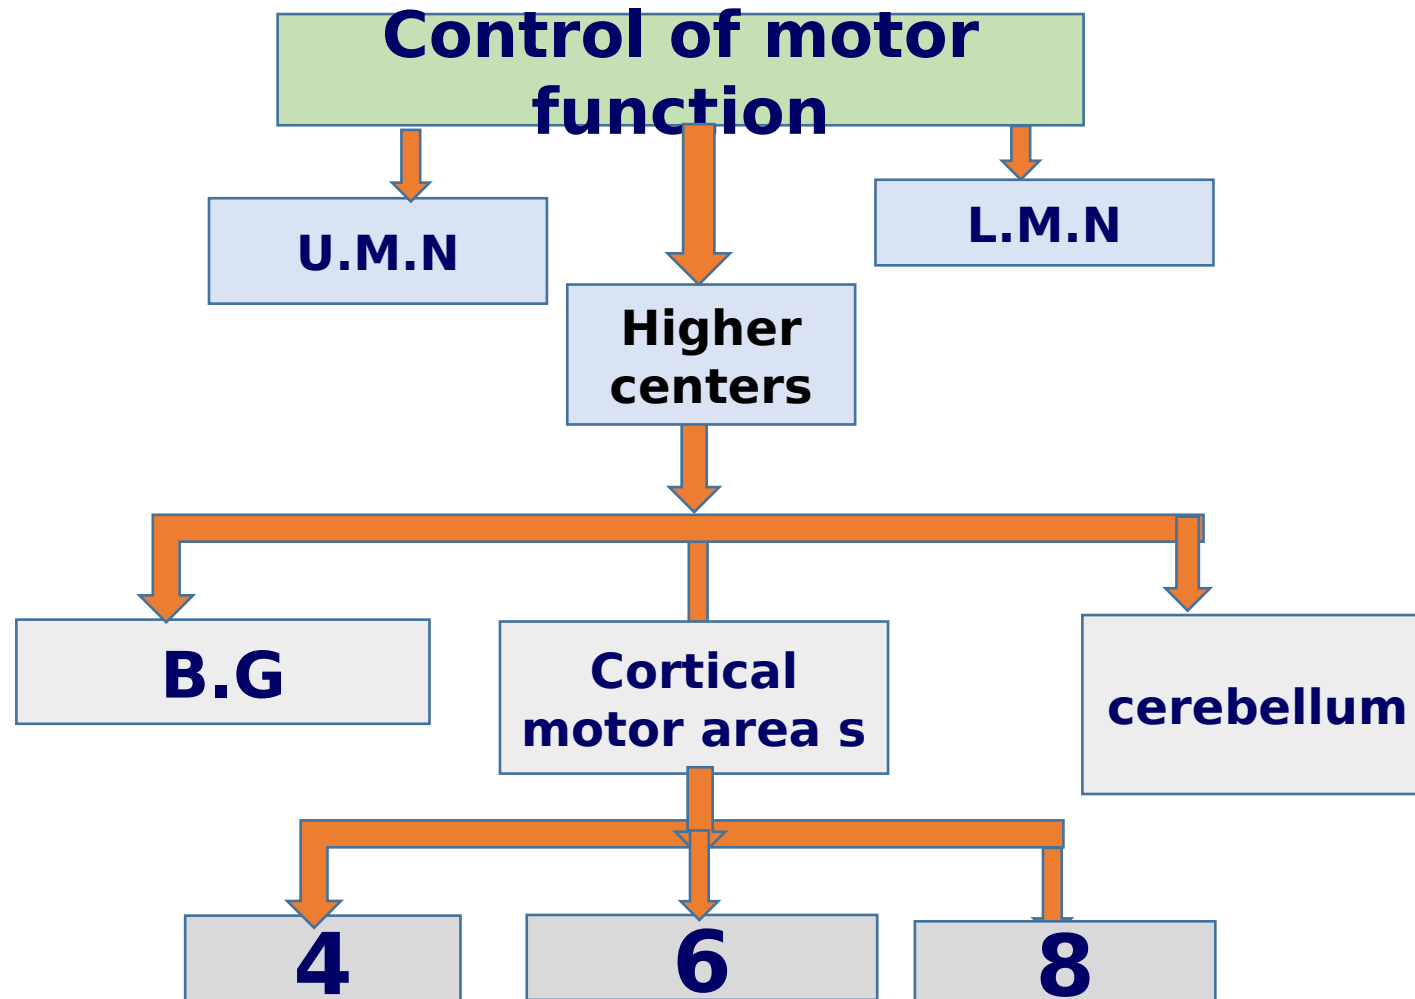 Control of motor
function
U.M.N
L.M.N
Higher
centers
B.G
Cortical
motor area s
cerebellum
4
6
8